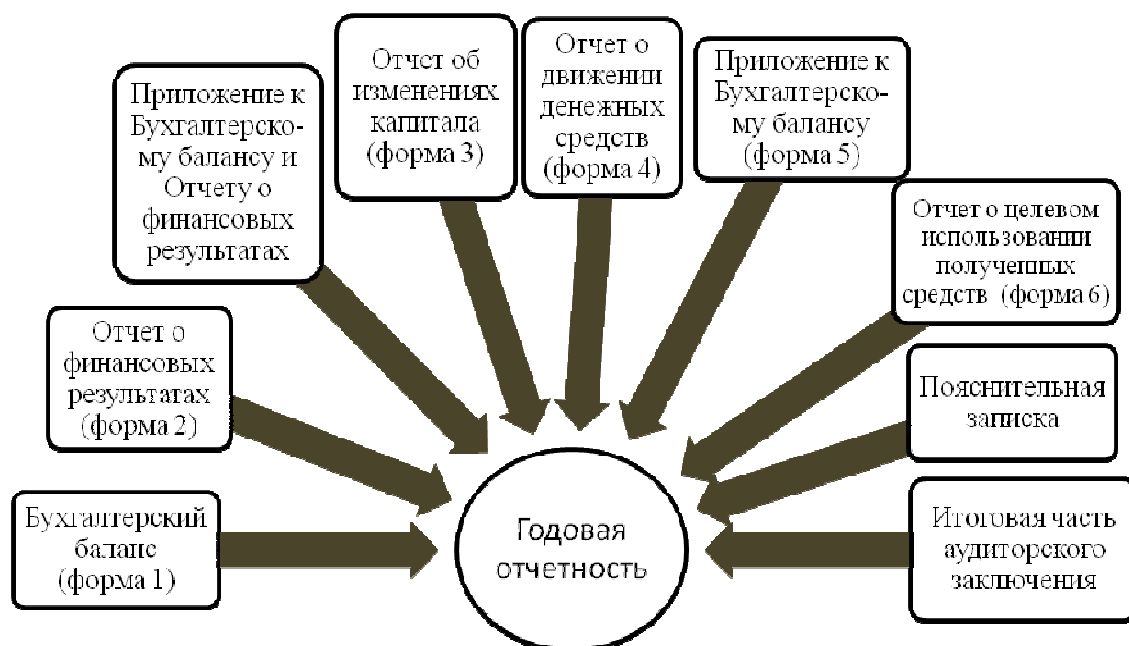 Бухгалтерский
баланс
(форма 1)
Отчет о
финансовых
результатах
(форма 2)
Приложение к
Бухгалтерско-
му балансу и
Отчету о
финансовых
результатах
Отчет об
изменениях
капитала
(форма 3)
Отчет о
движении
денежных
средств
(форма 4)
Приложение к
Бухгалтерско-
му балансу
(форма 5)
Отчет о целевом
использовании
полученных
средств (форма 6)
Пояснительная
записка
Итоговая часть
аудиторского
заключения
Годовая
отчетность